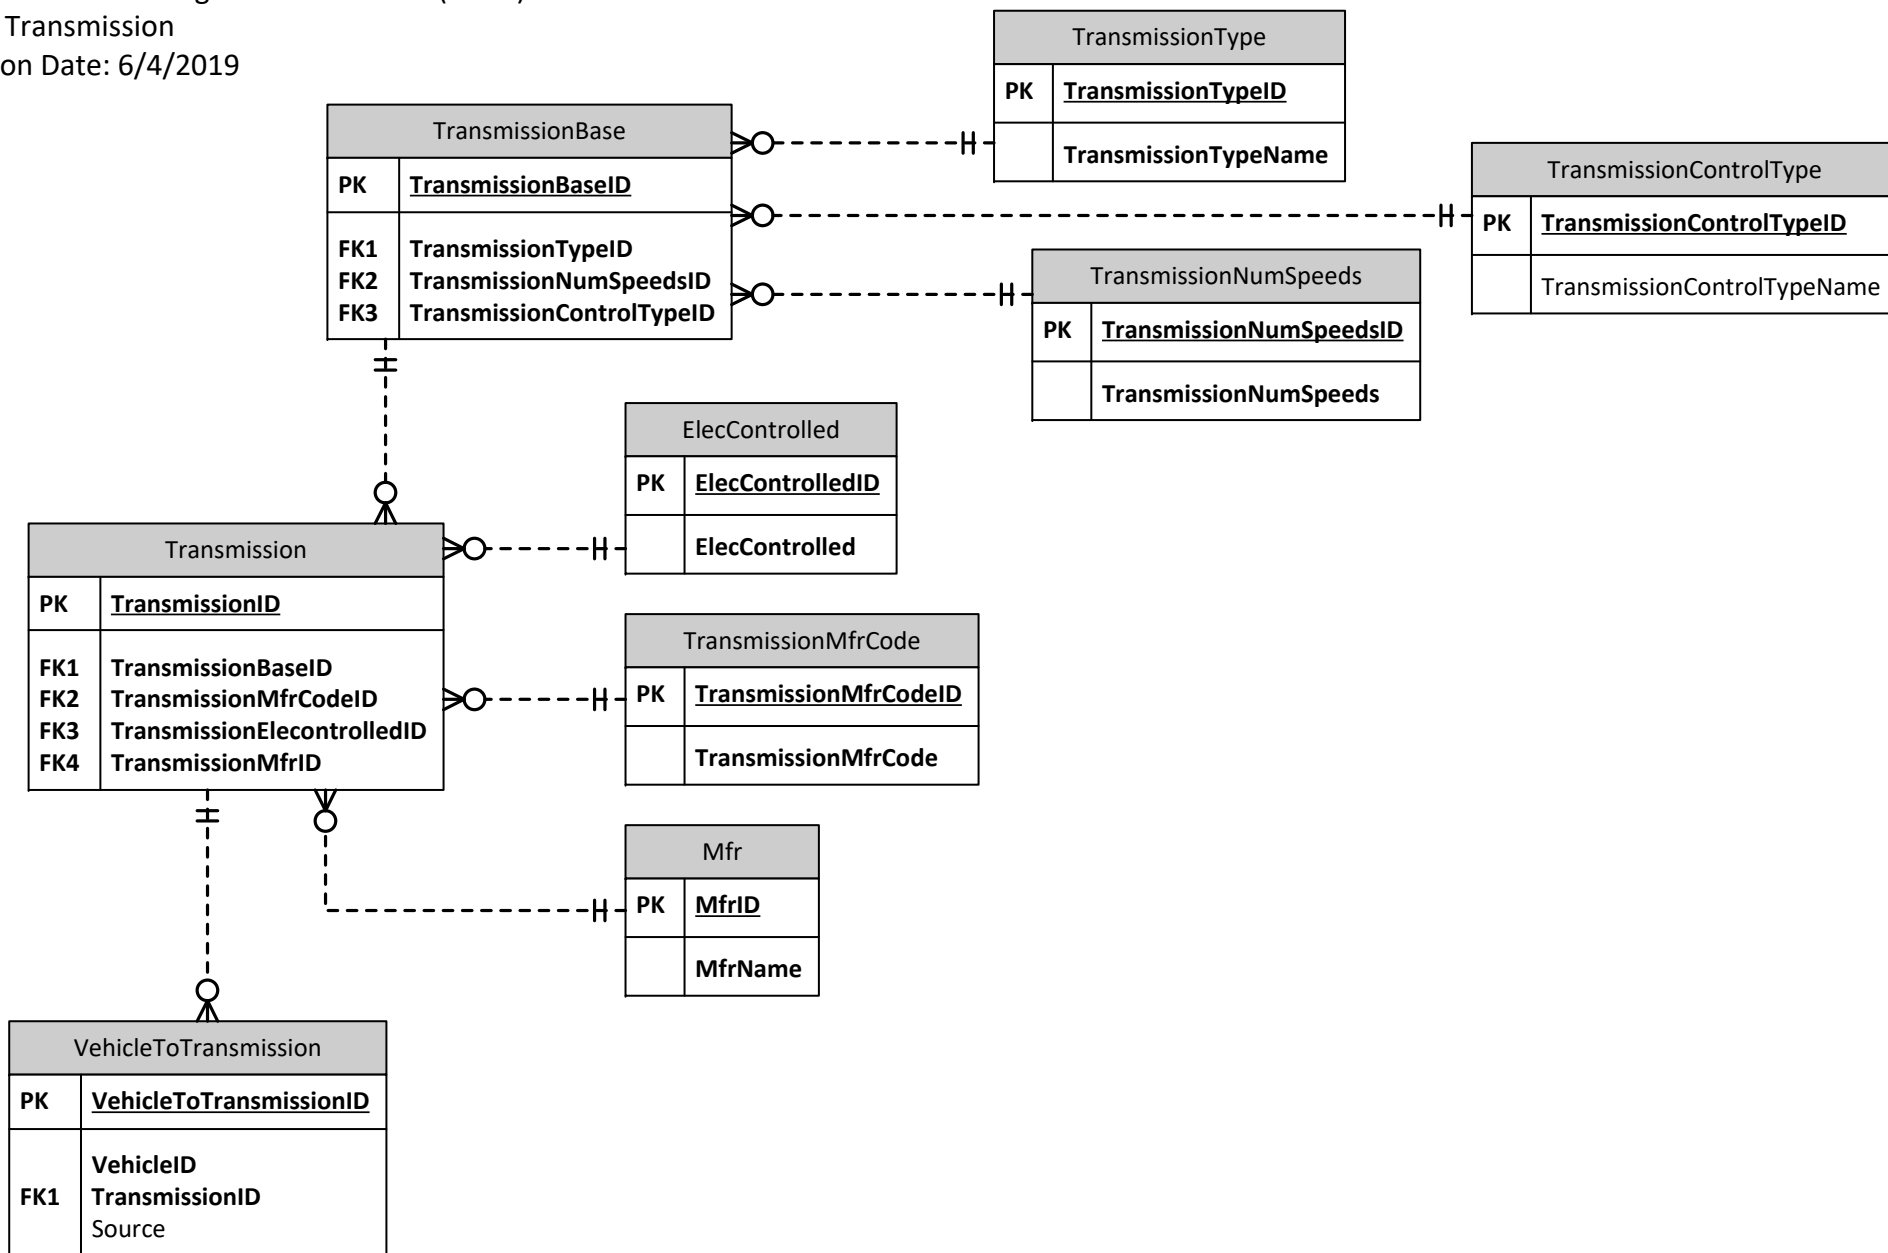 Transmission
on Date: 6/4/2019
TransmissionType
PK TransmissionTypeID
TransmissionTypeName
TransmissionBase
PK TransmissionBaseID
FK1 TransmissionTypeID
FK2 TransmissionNumSpeedsID
FK3 TransmissionControlTypeID
TransmissionControlType
PK TransmissionControlTypeID
TransmissionControlTypeName
TransmissionNumSpeeds
PK TransmissionNumSpeedsID
TransmissionNumSpeeds
ElecControlled
PK ElecControlledID
ElecControlled
Transmission
PK TransmissionID
FK1 TransmissionBaseID
FK2 TransmissionMfrCodeID
FK3 TransmissionElecontrolledID
FK4 TransmissionMfrID
TransmissionMfrCode
PK TransmissionMfrCodeID
TransmissionMfrCode
Mfr
PK MfrID
MfrName
VehicleToTransmission
PK VehicleToTransmissionID
VehicleID
FK1 TransmissionID
Source